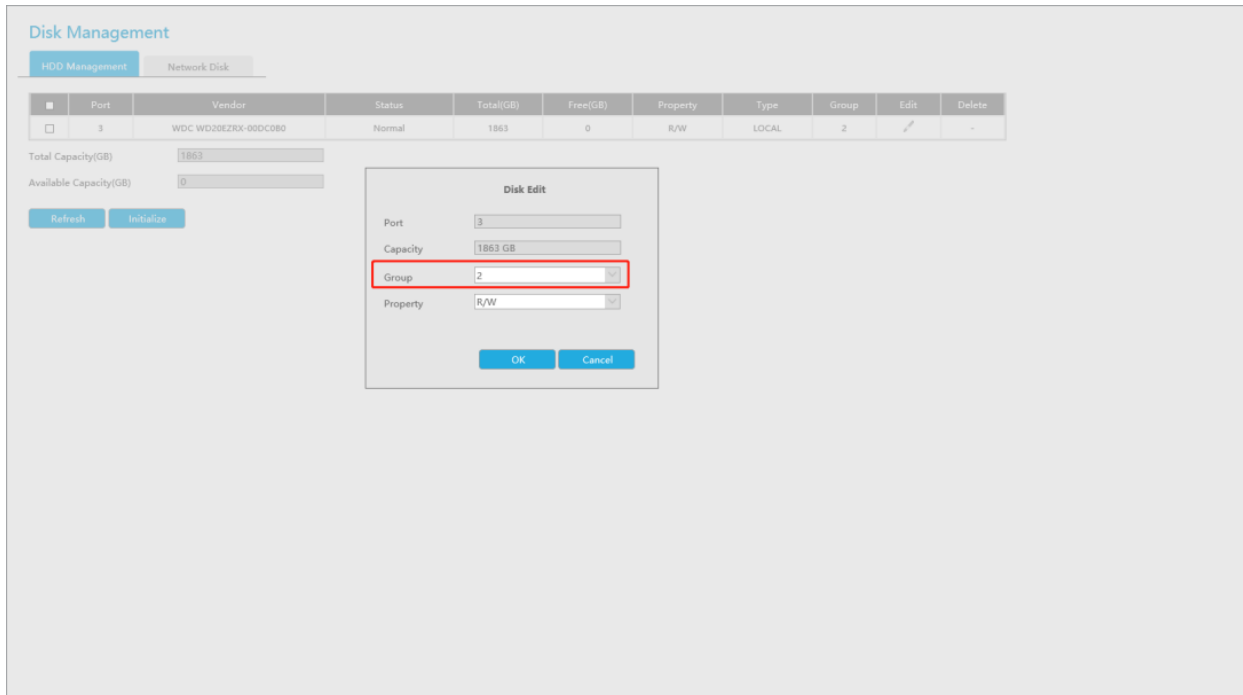 Disk Management
HDD Management Network Disk
Port Vendor Status Total(GB) Free(GB) Property Type Group Edit Delete
3 WDC WD20EZRX-00DC0B0 Normal 1863 0 R/W LOCAL 2 -
Total Capacity(GB) 1863
Available Capacity(GB) 0
Refresh Initialize
Disk Edit
Port 3
Capacity 1863 GB
Group 2
Property R/W
OK Cancel